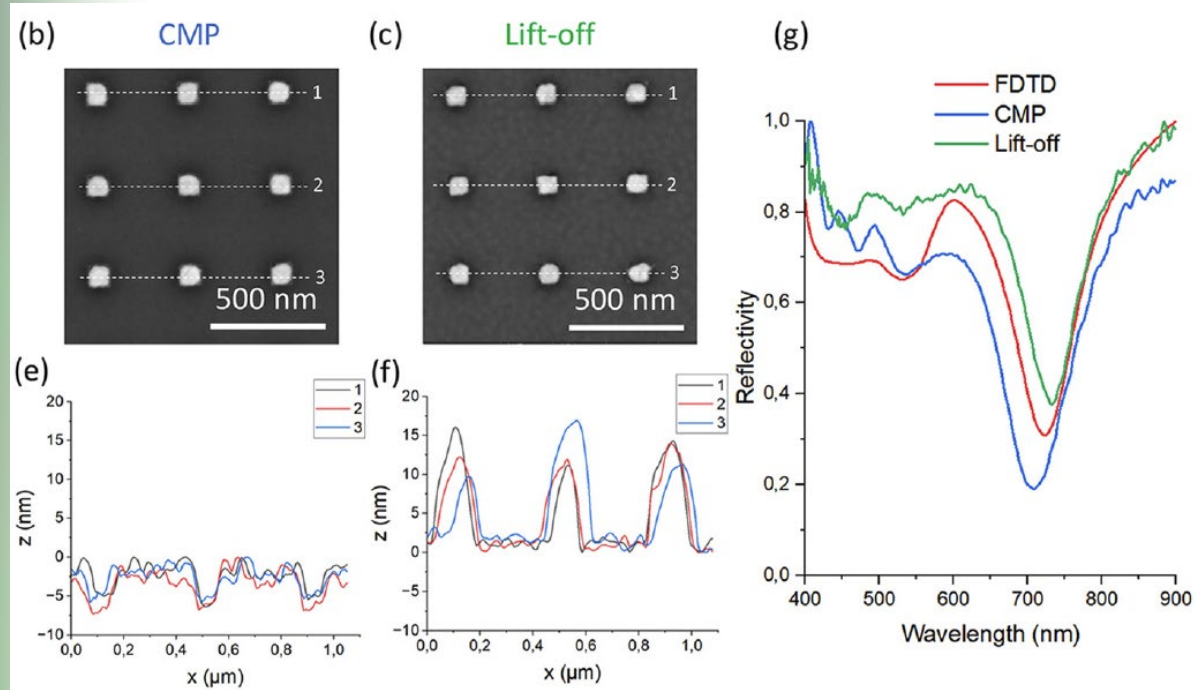 (b) CMP
1
2
3
500 nm
(c) Lift-off
1
2
3
500 nm
(e)
1
2
3
z (nm)
20
15
10
5
0
−5
−10
0,0 0,2 0,4 0,6 0,8 1,0
x (µm)
(f)
1
2
3
z (nm)
20
15
10
5
0
−5
−10
0,0 0,2 0,4 0,6 0,8 1,0
x (µm)
(g)
FDTD
CMP
Lift-off
Reflectivity
1,0
0,8
0,6
0,4
0,2
0,0
400 500 600 700 800 900
Wavelength (nm)